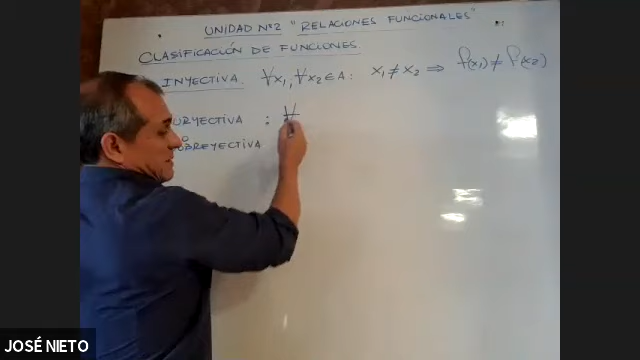 UNIDAD Nº2 "RELACIONES FUNCIONALES"
CLASIFICACIÓN DE FUNCIONES
INYECTIVA. ∀x₁, ∀x₂ ∈ A: x₁ ≠ x₂ ⇒ f(x₁) ≠ f(x₂)
URYECTIVA : ∀
O
OBREYECTIVA
JOSÉ NIETO